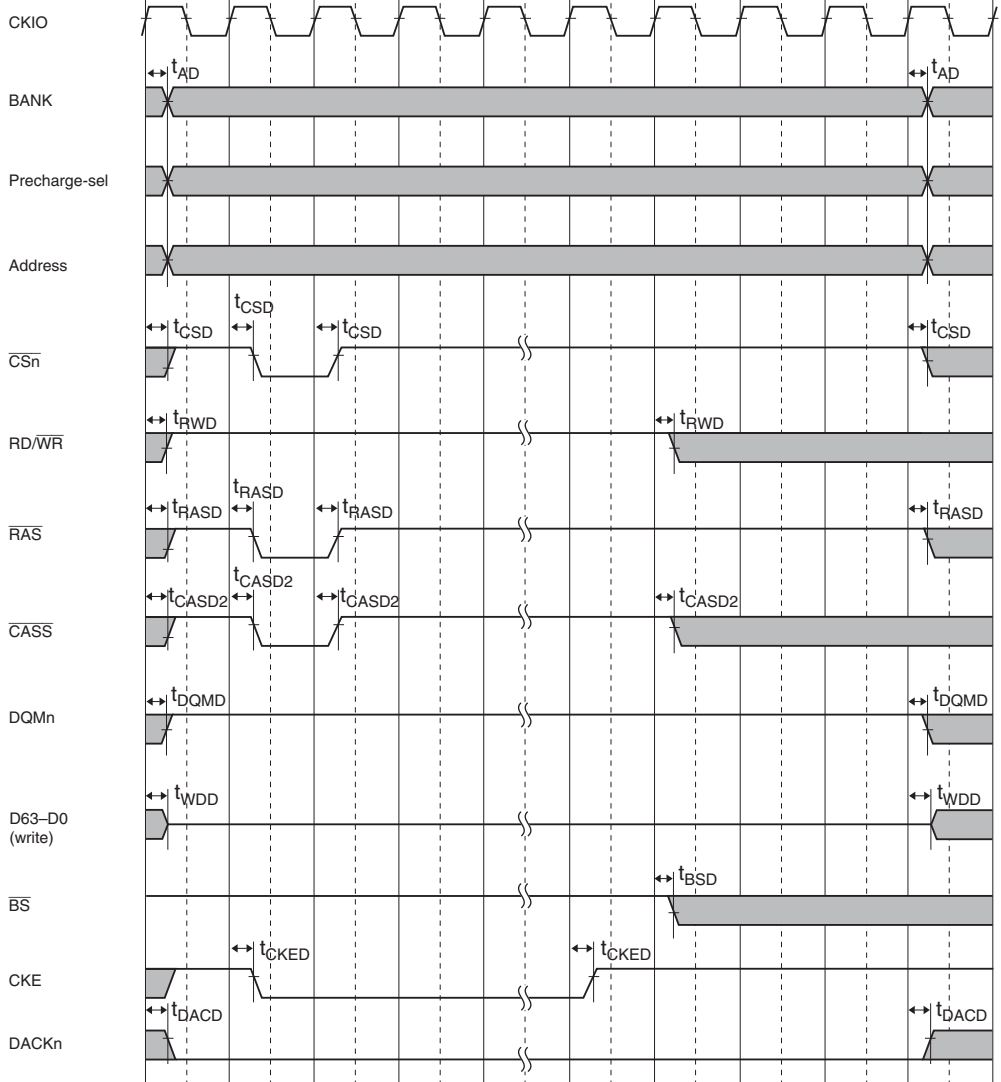 CKIO
tAD tAD
BANK
Precharge-sel
Address
tCSD
tCSD tCSD tCSD
CSn
tRWD tRWD
RD/WR
tRASD
tRASD tRASD tRASD
RAS
tCASD2
tCASD2 tCASD2 tCASD2
CASS
tDQMD tDQMD
DQMn
tWDD tWDD
D63–D0
(write)
tBSD
BS
tCKED tCKED
CKE
tDACD tDACD
DACKn